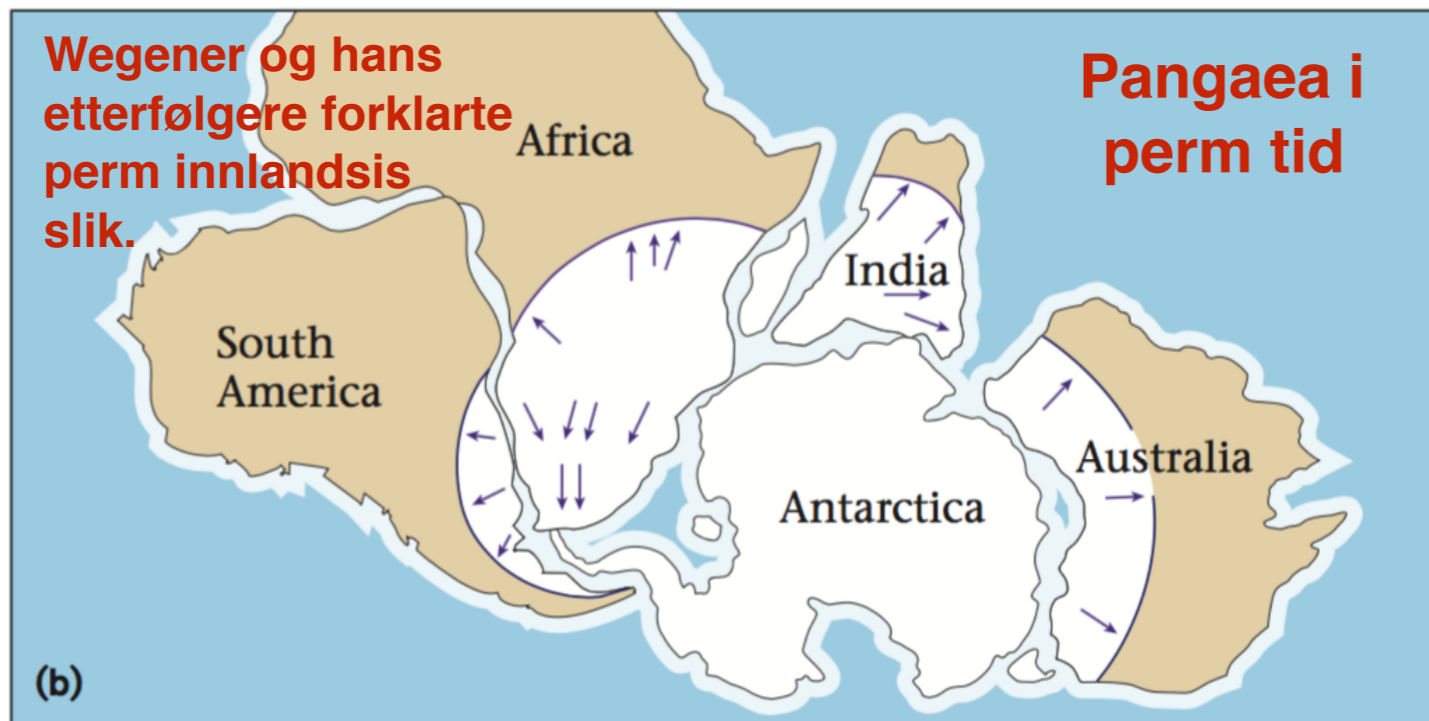 Wegener og hans
etterfølgere forklarte
perm innlandsis
slik.
Pangaea i
perm tid
Africa
India
South
America
Australia
Antarctica
(b)